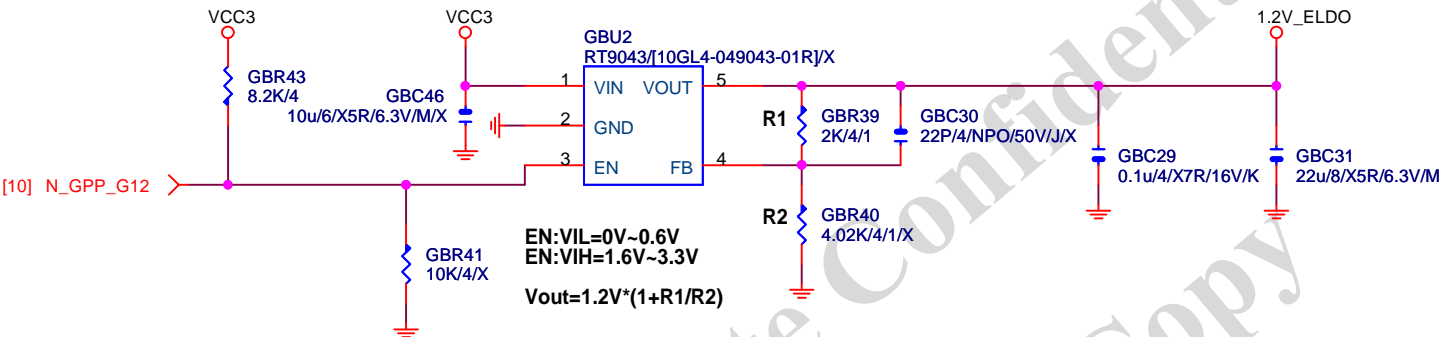 VCC3
VCC3
1.2V_ELDO
GBU2
RT9043/[10GL4-049043-01R]/X
GBR43
8.2K/4
GBC46
10u/6/X5R/6.3V/M/X
1
VIN
VOUT
5
2
GND
3
EN
FB
4
R1
GBR39
2K/4/1
GBC30
22P/4/NPO/50V/J/X
GBC29
0.1u/4/X7R/16V/K
GBC31
22u/8/X5R/6.3V/M
[10] N_GPP_G12
R2
GBR40
4.02K/4/1/X
GBR41
10K/4/X
EN:VIL=0V~0.6V
EN:VIH=1.6V~3.3V
Vout=1.2V*(1+R1/R2)
Confident
Copy